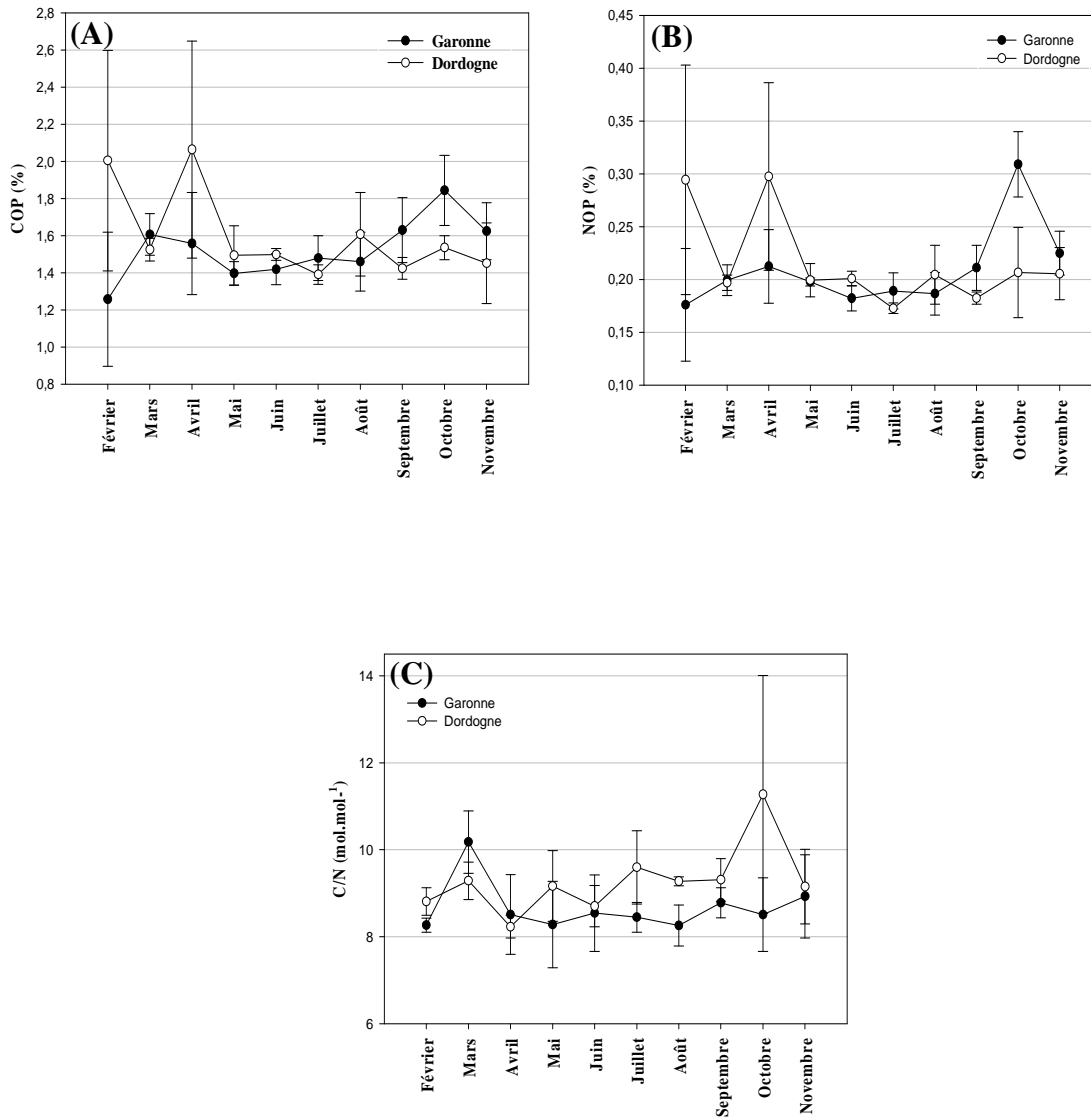 (A)
Garonne
Dordogne
COP (%)
2,8
2,6
2,4
2,2
2,0
1,8
1,6
1,4
1,2
1,0
0,8
Février
Mars
Avril
Mai
Juin
Juillet
Août
Septembre
Octobre
Novembre
(B)
Garonne
Dordogne
NOP (%)
0,45
0,40
0,35
0,30
0,25
0,20
0,15
0,10
Février
Mars
Avril
Mai
Juin
Juillet
Août
Septembre
Octobre
Novembre
(C)
Garonne
Dordogne
C/N (mol.mol-¹)
14
12
10
8
6
Février
Mars
Avril
Mai
Juin
Juillet
Août
Septembre
Octobre
Novembre